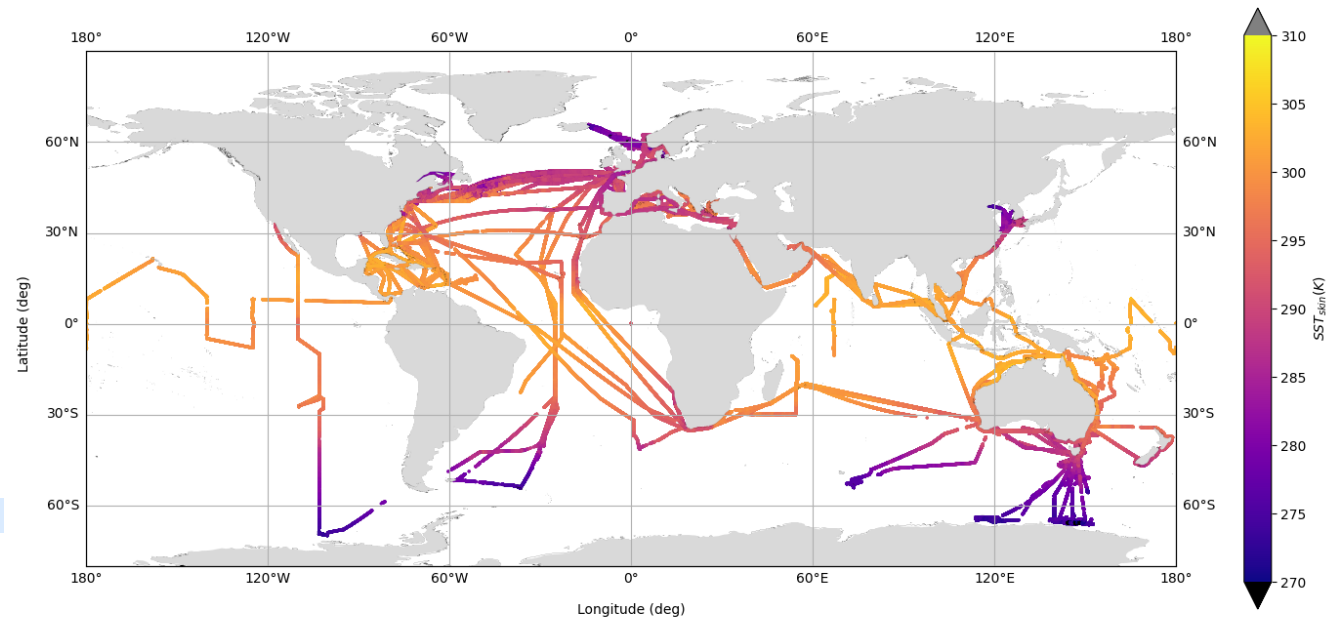 180° 120°W 60°W 0° 60°E 120°E 180°
310
60°N 60°N
305
300
30°N 30°N
295
Latitude (deg)
0° 0°
290
SST_skin(K)
285
30°S 30°S
280
60°S 60°S
275
180° 120°W 60°W 0° 60°E 120°E 180°
270
Longitude (deg)